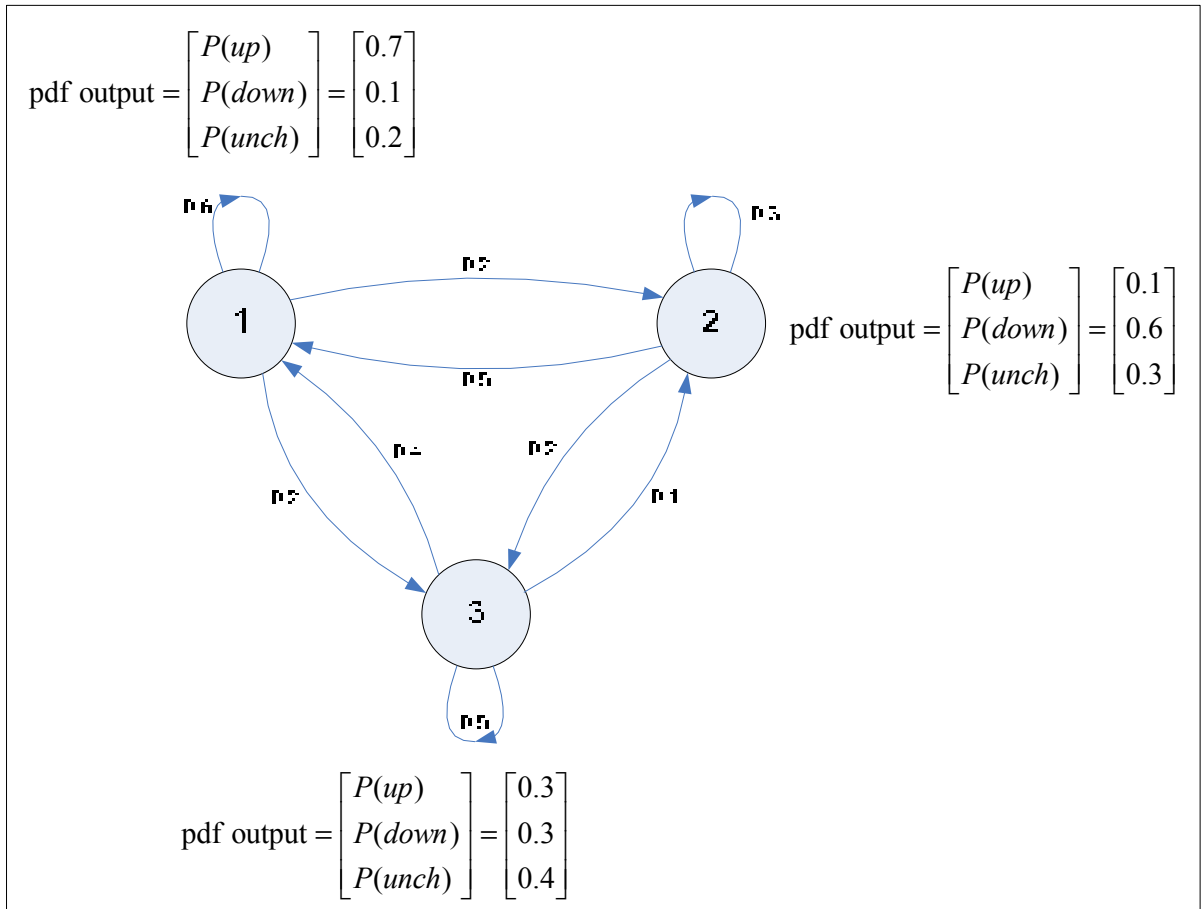 pdf output = [P(up) P(down) P(unch)] = [0.7 0.1 0.2]
1
2
pdf output = [P(up) P(down) P(unch)] = [0.1 0.6 0.3]
3
pdf output = [P(up) P(down) P(unch)] = [0.3 0.3 0.4]